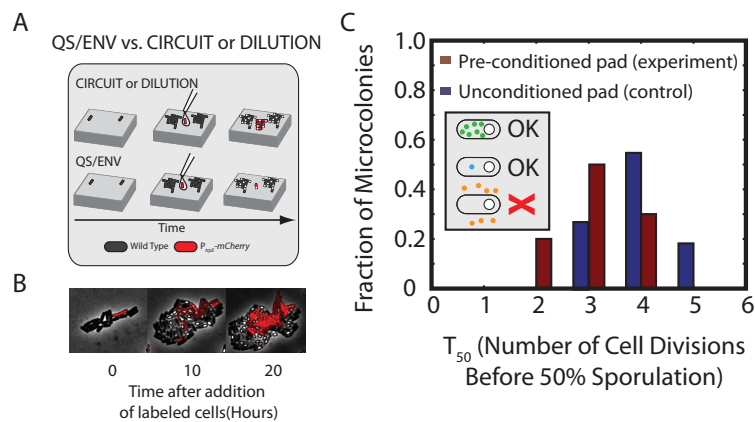 A
QS/ENV vs. CIRCUIT or DILUTION
CIRCUIT or DILUTION
QS/ENV
Time
Wild Type
-mCherry
B
0 10 20
Time after addition
of labeled cells(Hours)
C
Fraction of Microcolonies
1.0
0.8
0.6
0.4
0.2
0
Pre-conditioned pad (experiment)
Unconditioned pad (control)
OK
OK
X
0 1 2 3 4 5 6
T50 (Number of Cell Divisions
Before 50% Sporulation)